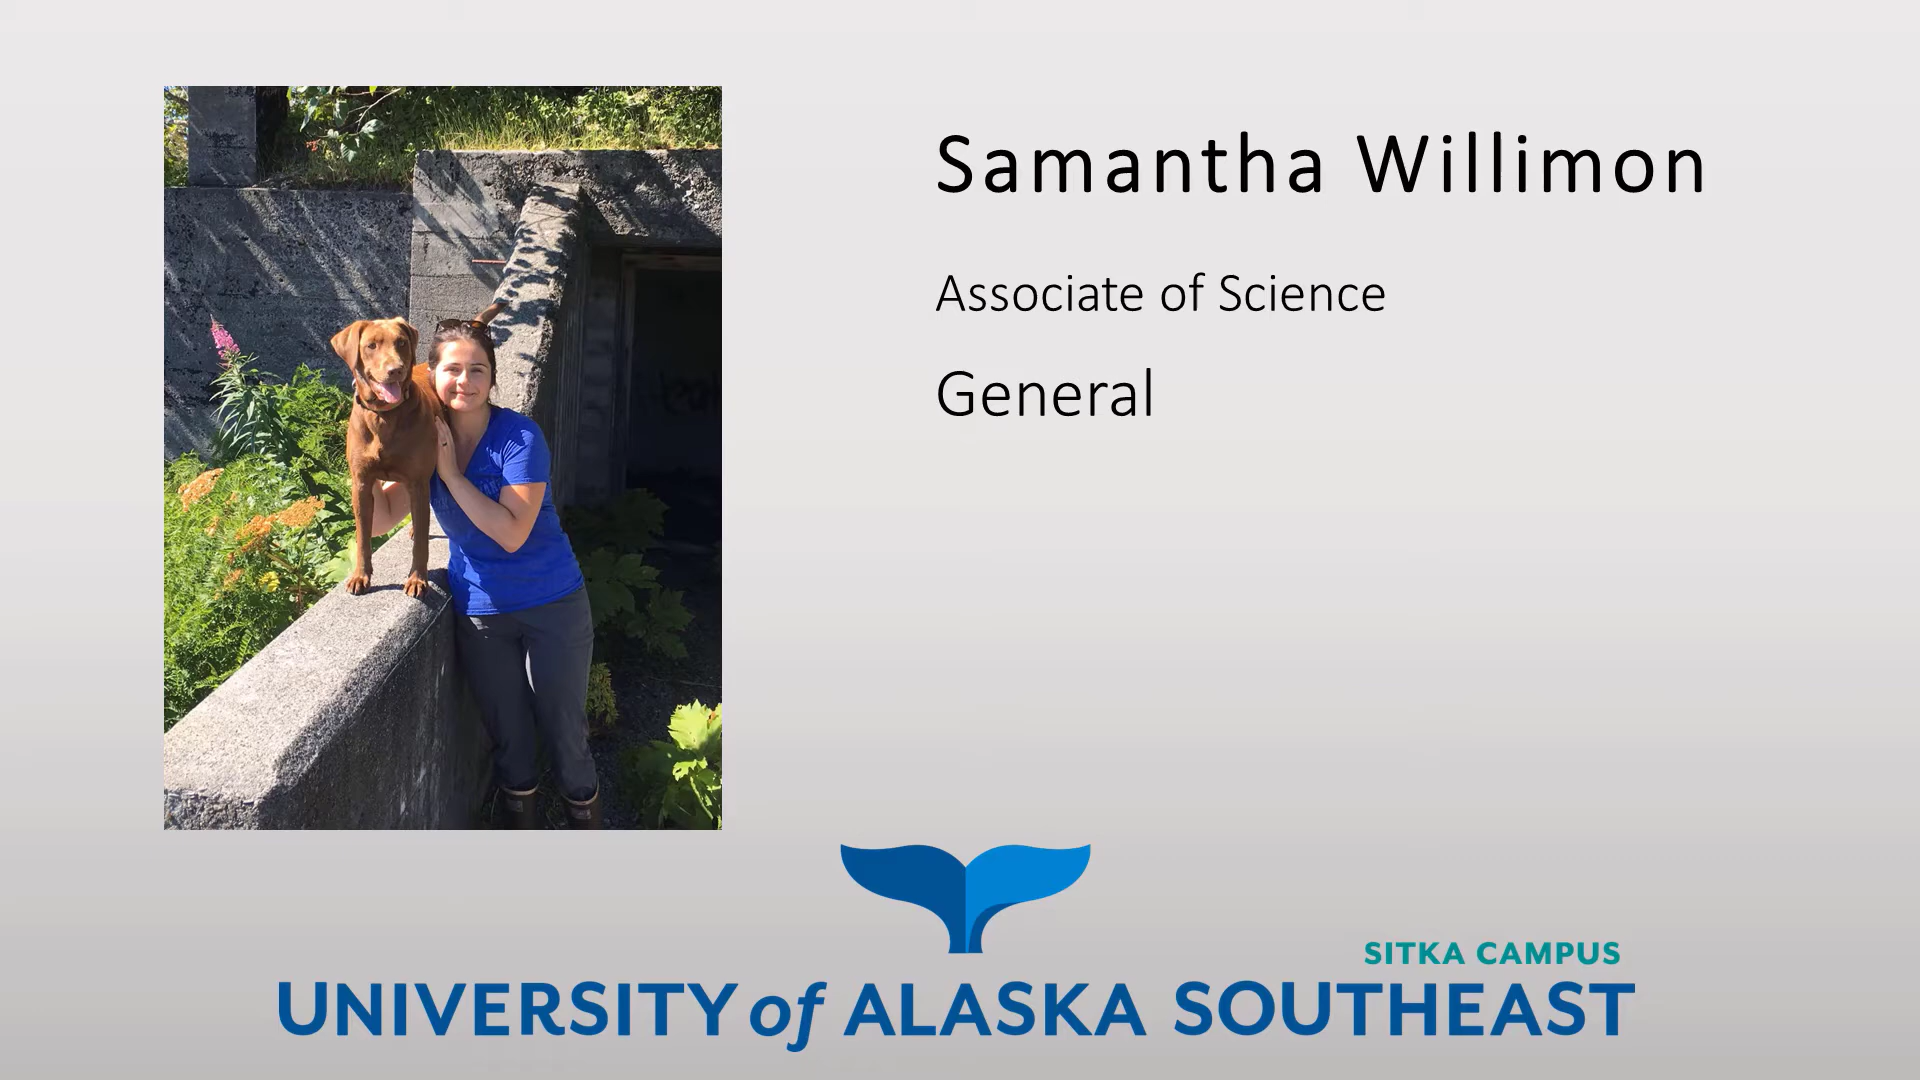 Samantha Willimon
Associate of Science
General
SITKA CAMPUS
UNIVERSITY of ALASKA SOUTHEAST